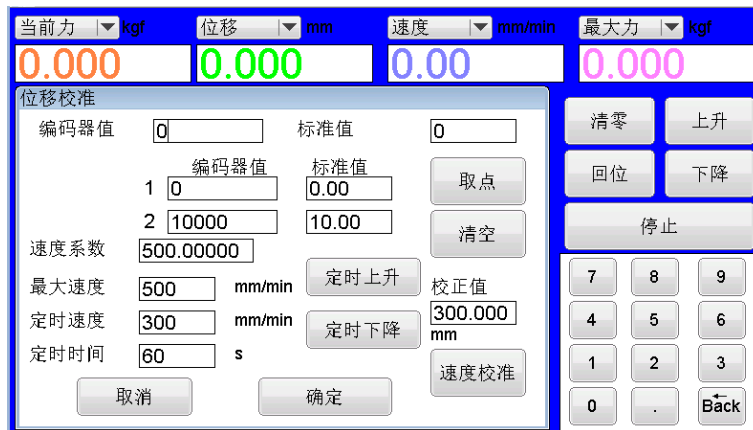 当前力 kgf 位移 mm 速度 mm/min 最大力 kgf
0.000 0.000 0.00 0.000
位移校准
编码器值 0 标准值 0
编码器值 标准值
1 0 0.00 取点
2 10000 10.00 清空
速度系数 500.00000
最大速度 500 mm/min 定时上升 校正值
定时速度 300 mm/min 定时下降 300.000
mm
定时时间 60 s 速度校准
取消 确定
清零 上升
回位 下降
停止
7 8 9
4 5 6
1 2 3
0 . Back